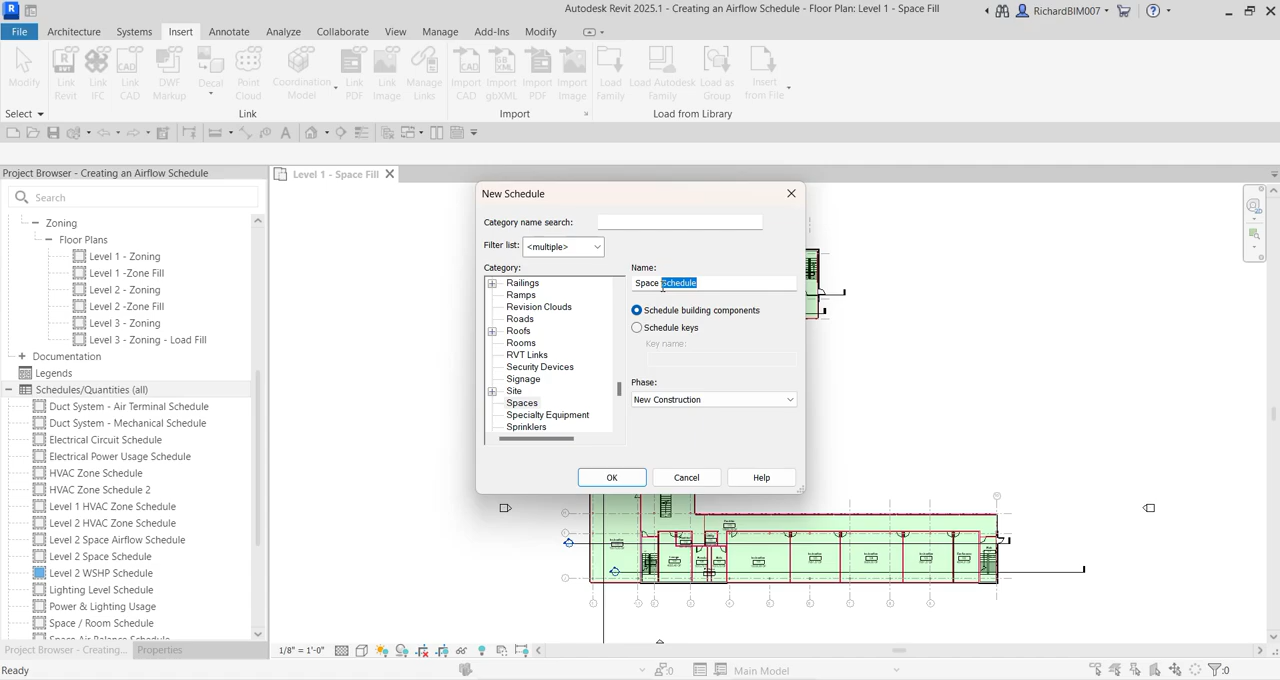 Autodesk Revit 2025.1 - Creating an Airflow Schedule - Floor Plan: Level 1 - Space Fill
RichardBIM007
File Architecture Systems Insert Annotate Analyze Collaborate View Manage Add-Ins Modify
Modify
Link Revit
Link IFC
Link CAD
DWF Markup
Decal
Point Cloud
Coordination Model
Link PDF
Link Image
Manage Links
Import CAD
Import gbXML
Import PDF
Import Image
Load Family
Load Autodesk Family
Load as Group
Insert from File
Select Link Import Load from Library
Project Browser - Creating an Airflow Schedule
Level 1 - Space Fill
Search
Zoning
Floor Plans
Level 1 - Zoning
Level 1 -Zone Fill
Level 2 - Zoning
Level 2 -Zone Fill
Level 3 - Zoning
Level 3 - Zoning - Load Fill
Documentation
Legends
Schedules/Quantities (all)
Duct System - Air Terminal Schedule
Duct System - Mechanical Schedule
Electrical Circuit Schedule
Electrical Power Usage Schedule
HVAC Zone Schedule
HVAC Zone Schedule 2
Level 1 HVAC Zone Schedule
Level 2 HVAC Zone Schedule
Level 2 Space Airflow Schedule
Level 2 Space Schedule
Level 2 WSHP Schedule
Lighting Level Schedule
Power & Lighting Usage
Space / Room Schedule
Space Air Balance Schedule
Project Browser - Creating...
Properties
New Schedule
Category name search:
Filter list: <multiple>
Category:
Railings
Ramps
Revision Clouds
Roads
Roofs
Rooms
RVT Links
Security Devices
Signage
Site
Spaces
Specialty Equipment
Sprinklers
Name:
Space Schedule
Schedule building components
Schedule keys
Key name:
Phase:
New Construction
OK Cancel Help
1/8" = 1'-0"
Ready
:0
Main Model
:0